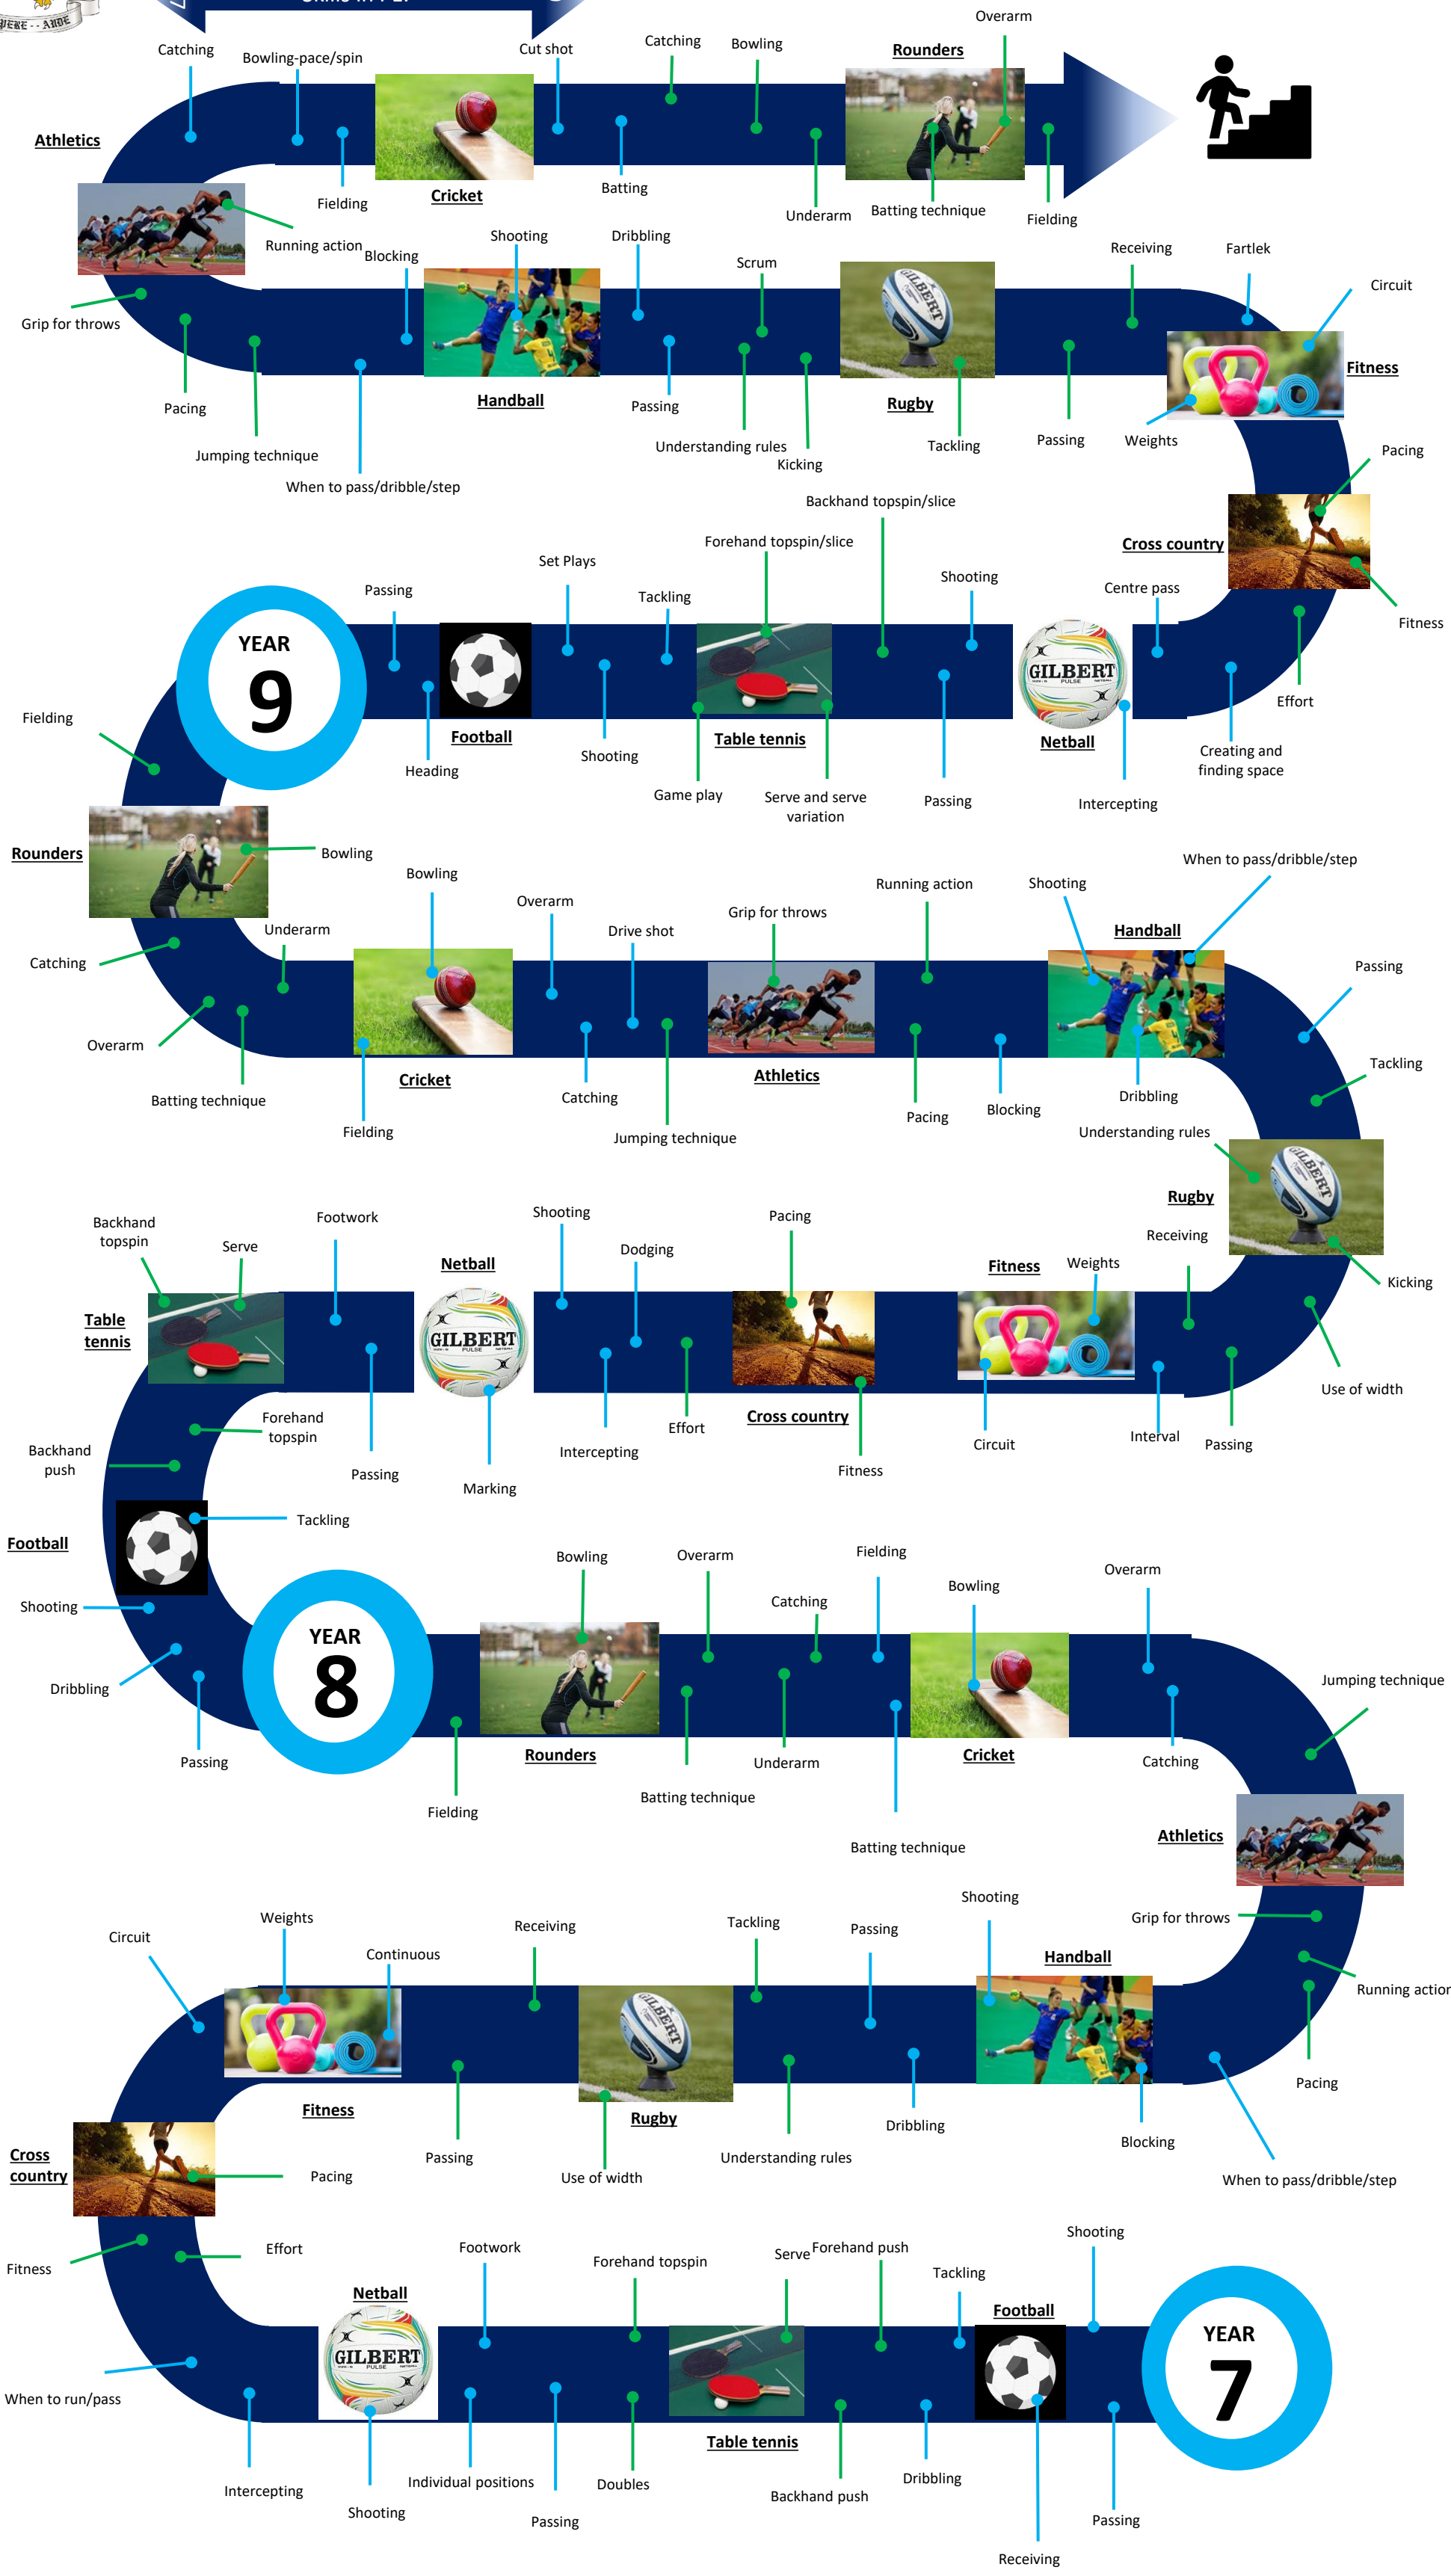 Catching
Bowling-pace/spin
Cut shot
Catching
Bowling
Rounders
Overarm
Athletics
Fielding
Cricket
Batting
Underarm
Batting technique
Fielding
Running action
Blocking
Shooting
Dribbling
Scrum
Receiving
Fartlek
Circuit
Grip for throws
GILBERT
Fitness
Pacing
Handball
Passing
Rugby
Jumping technique
Understanding rules
Kicking
Tackling
Passing
Weights
Pacing
When to pass/dribble/step
Backhand topspin/slice
Forehand topspin/slice
Cross country
Set Plays
Passing
Tackling
Shooting
Centre pass
Fitness
YEAR
9
GILBERT
PULSE
Effort
Fielding
Football
Table tennis
Netball
Heading
Shooting
Creating and
finding space
Game play
Serve and serve
variation
Passing
Intercepting
Rounders
Bowling
Bowling
When to pass/dribble/step
Running action
Shooting
Overarm
Grip for throws
Underarm
Drive shot
Handball
Catching
Passing
Overarm
Tackling
Cricket
Athletics
Batting technique
Catching
Pacing
Blocking
Dribbling
Fielding
Jumping technique
Understanding rules
GILBERT
Rugby
Backhand
topspin
Serve
Footwork
Shooting
Pacing
Receiving
Netball
Dodging
Fitness
Weights
Kicking
Table
tennis
GILBERT
PULSE
Use of width
Forehand
topspin
Cross country
Effort
Backhand
push
Passing
Intercepting
Circuit
Interval
Passing
Marking
Fitness
Tackling
Football
Bowling
Overarm
Fielding
Overarm
Shooting
Catching
Bowling
YEAR
8
Dribbling
Jumping technique
Passing
Rounders
Underarm
Cricket
Catching
Fielding
Batting technique
Batting technique
Athletics
Shooting
Weights
Receiving
Tackling
Passing
Grip for throws
Circuit
Continuous
Handball
Running action
GILBERT
Pacing
Fitness
Rugby
Dribbling
Cross
country
Passing
Understanding rules
Blocking
Pacing
Use of width
When to pass/dribble/step
Shooting
Effort
Footwork
Forehand topspin
Serve
Forehand push
Fitness
Tackling
Netball
Football
YEAR
7
GILBERT
PULSE
When to run/pass
Table tennis
Intercepting
Individual positions
Doubles
Dribbling
Shooting
Backhand push
Passing
Passing
Receiving